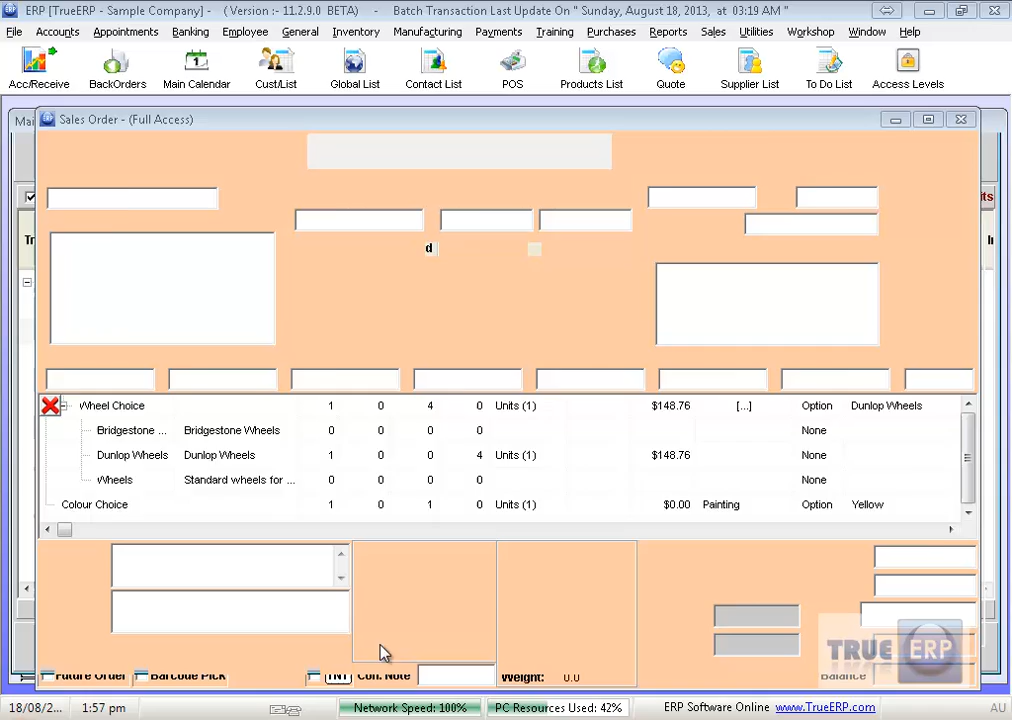 ERP [TrueERP - Sample Company] - ( Version :- 11.2.9.0 BETA) - Batch Transaction Last Update On " Sunday, August 18, 2013, at 03:19 AM "
File Accounts Appointments Banking Employee General Inventory Manufacturing Payments Training Purchases Reports Sales Utilities Workshop Window Help
Acc/Receive BackOrders Main Calendar Cust/List Global List Contact List POS Products List Quote Supplier List To Do List Access Levels
Mai
Sales Order - (Full Access)
its
d
Wheel Choice 1 0 4 0 Units (1) $148.76 [...] Option Dunlop Wheels
Bridgestone ... Bridgestone Wheels 0 0 0 0 None
Dunlop Wheels Dunlop Wheels 1 0 0 4 Units (1) $148.76 None
Wheels Standard wheels for ... 0 0 0 0 None
Colour Choice 1 0 1 0 Units (1) $0.00 Painting Option Yellow
TRUE ERP
Future Order Barcode Pick TNT Con. Note Weight: 0.0 Balance
18/08/2... 1:57 pm Network Speed: 100% PC Resources Used: 42% ERP Software Online www.TrueERP.com AU